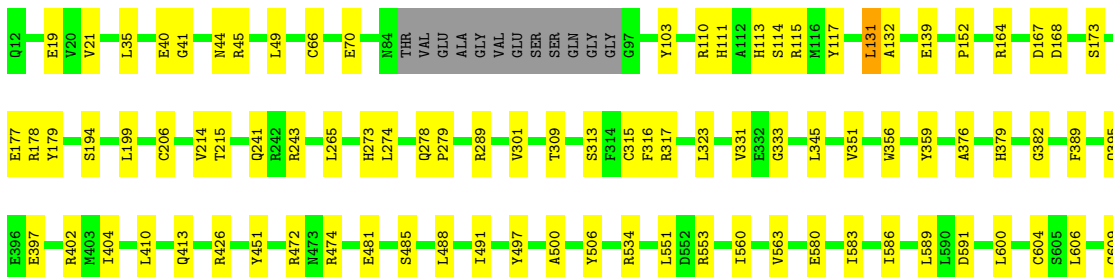 Q12 E19 V20 V21 L35 E40 G41 N44 R45 L49 C66 E70 N84 THR VAL GLU ALA GLY VAL GLU SER SER GLN GLY GLY G97 Y103 R110 H111 A112 H113 S114 R115 M116 Y117 L131 A132 E139 P152 R164 D167 D168 S173
E177 R178 Y179 S194 L199 C206 V214 T215 Q241 R242 R243 L265 H273 L274 Q278 P279 R289 V301 T309 S313 F314 C315 F316 R317 L323 V331 E332 G333 L345 V351 W356 Y359 A376 H379 G382 F389
E396 E397 R402 M403 I404 L410 Q413 R426 Y451 R472 N473 R474 E481 S485 L488 I491 Y497 A500 Y506 R534 L551 D552 R553 I560 V563 E580 I583 I586 L589 L590 D591 L600 C604 S605 L606